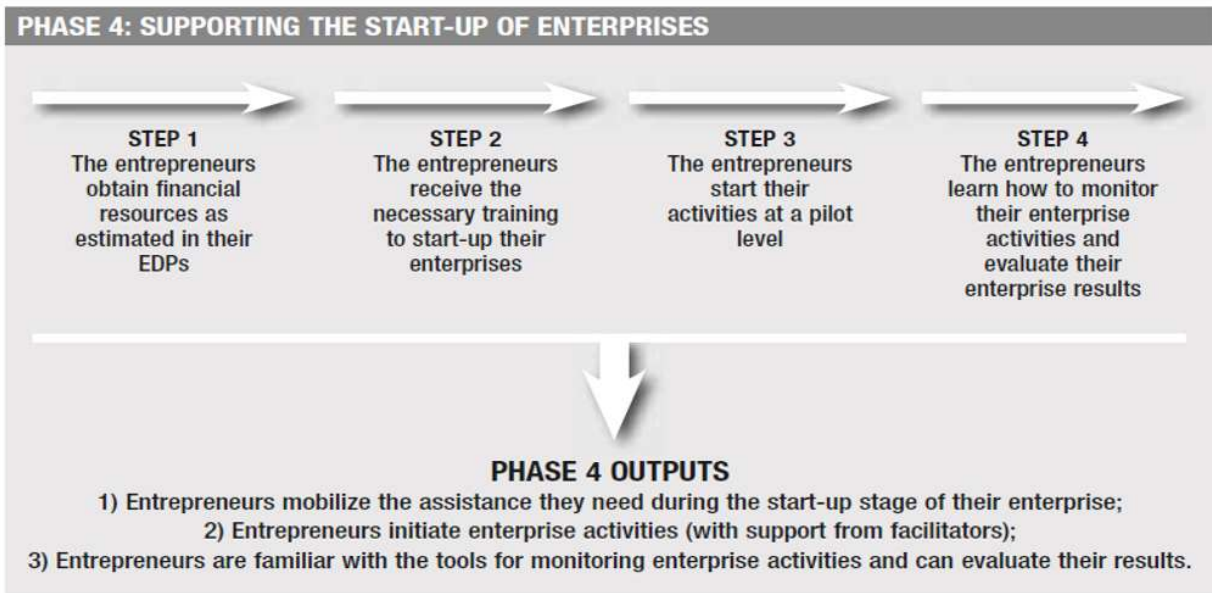 PHASE 4: SUPPORTING THE START-UP OF ENTERPRISES
STEP 1
The entrepreneurs
obtain financial
resources as
estimated in their
EDPs
STEP 2
The entrepreneurs
receive the
necessary training
to start-up their
enterprises
STEP 3
The entrepreneurs
start their
activities at a pilot
level
STEP 4
The entrepreneurs
learn how to monitor
their enterprise
activities and
evaluate their
enterprise results
PHASE 4 OUTPUTS
1) Entrepreneurs mobilize the assistance they need during the start-up stage of their enterprise;
2) Entrepreneurs initiate enterprise activities (with support from facilitators);
3) Entrepreneurs are familiar with the tools for monitoring enterprise activities and can evaluate their results.